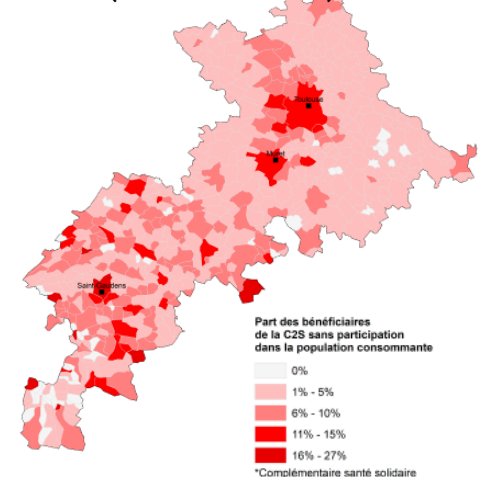 Toulouse
Muret
Saint-Gaudens
Part des bénéficiaires
de la C2S sans participation
dans la population consommante
0%
1% - 5%
6% - 10%
11% - 15%
16% - 27%
*Complémentaire santé solidaire